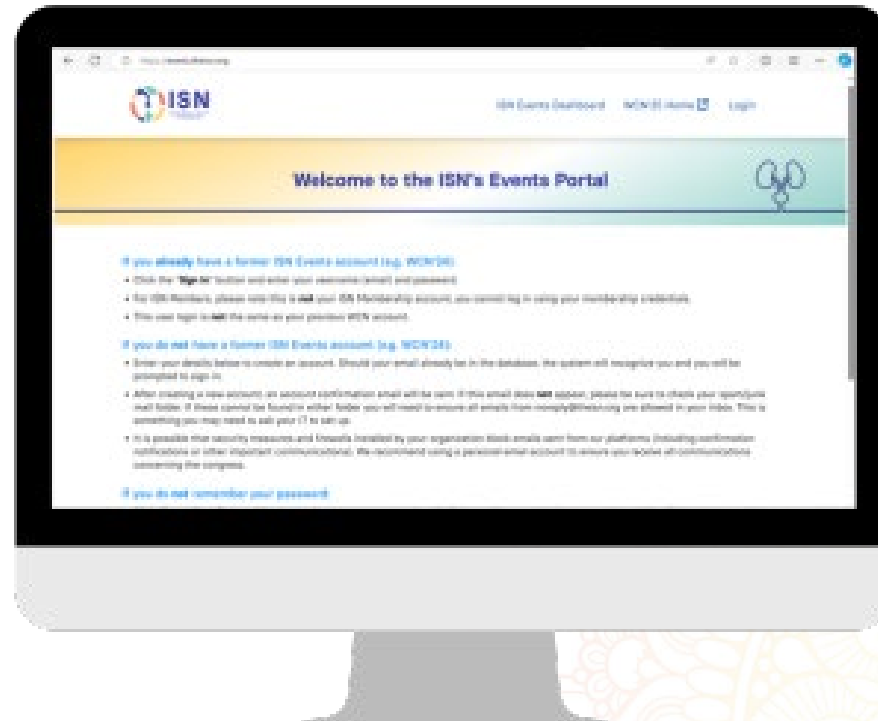 ISN
ISN Events Dashboard WCN'25 Home Login
Welcome to the ISN's Events Portal
If you already have a former ISN Events account (e.g. WCN'24):
• Click the "Sign In" button and enter your username (email) and password.
• For ISN Members, please note this is not your ISN Membership account, you cannot log in using your membership credentials.
• This user login is not the same as your previous WCN account.
If you do not have a former ISN Events account (e.g. WCN'24):
• Enter your details below to create an account. Should your email already be in the database, the system will recognize you and you will be
prompted to sign in.
• After creating a new account, an account confirmation email will be sent. If this email does not appear, please be sure to check your spam/junk
mail folder. If these cannot be found in either folder you will need to ensure all emails from noreply@theisn.org are allowed in your inbox. This is
something you may need to ask your IT to set up.
• It is possible that security measures and firewalls installed by your organization block emails sent from our platforms (including confirmation
notifications or other important communications). We recommend using a personal email account to ensure you receive all communications
concerning the congress.
If you do not remember your password: